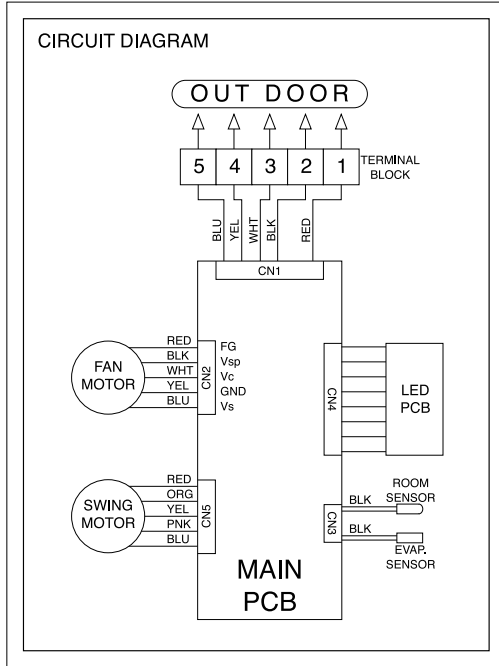 CIRCUIT DIAGRAM
OUT DOOR
5 4 3 2 1
TERMINAL
BLOCK
BLU YEL WHT BLK RED
CN1
FAN
MOTOR
RED
BLK
WHT
YEL
BLU
CN2
FG
Vsp
Vc
GND
Vs
CN4
LED
PCB
SWING
MOTOR
RED
ORG
YEL
PNK
BLU
CN5
CN3
BLK
ROOM
SENSOR
BLK
EVAP.
SENSOR
MAIN
PCB